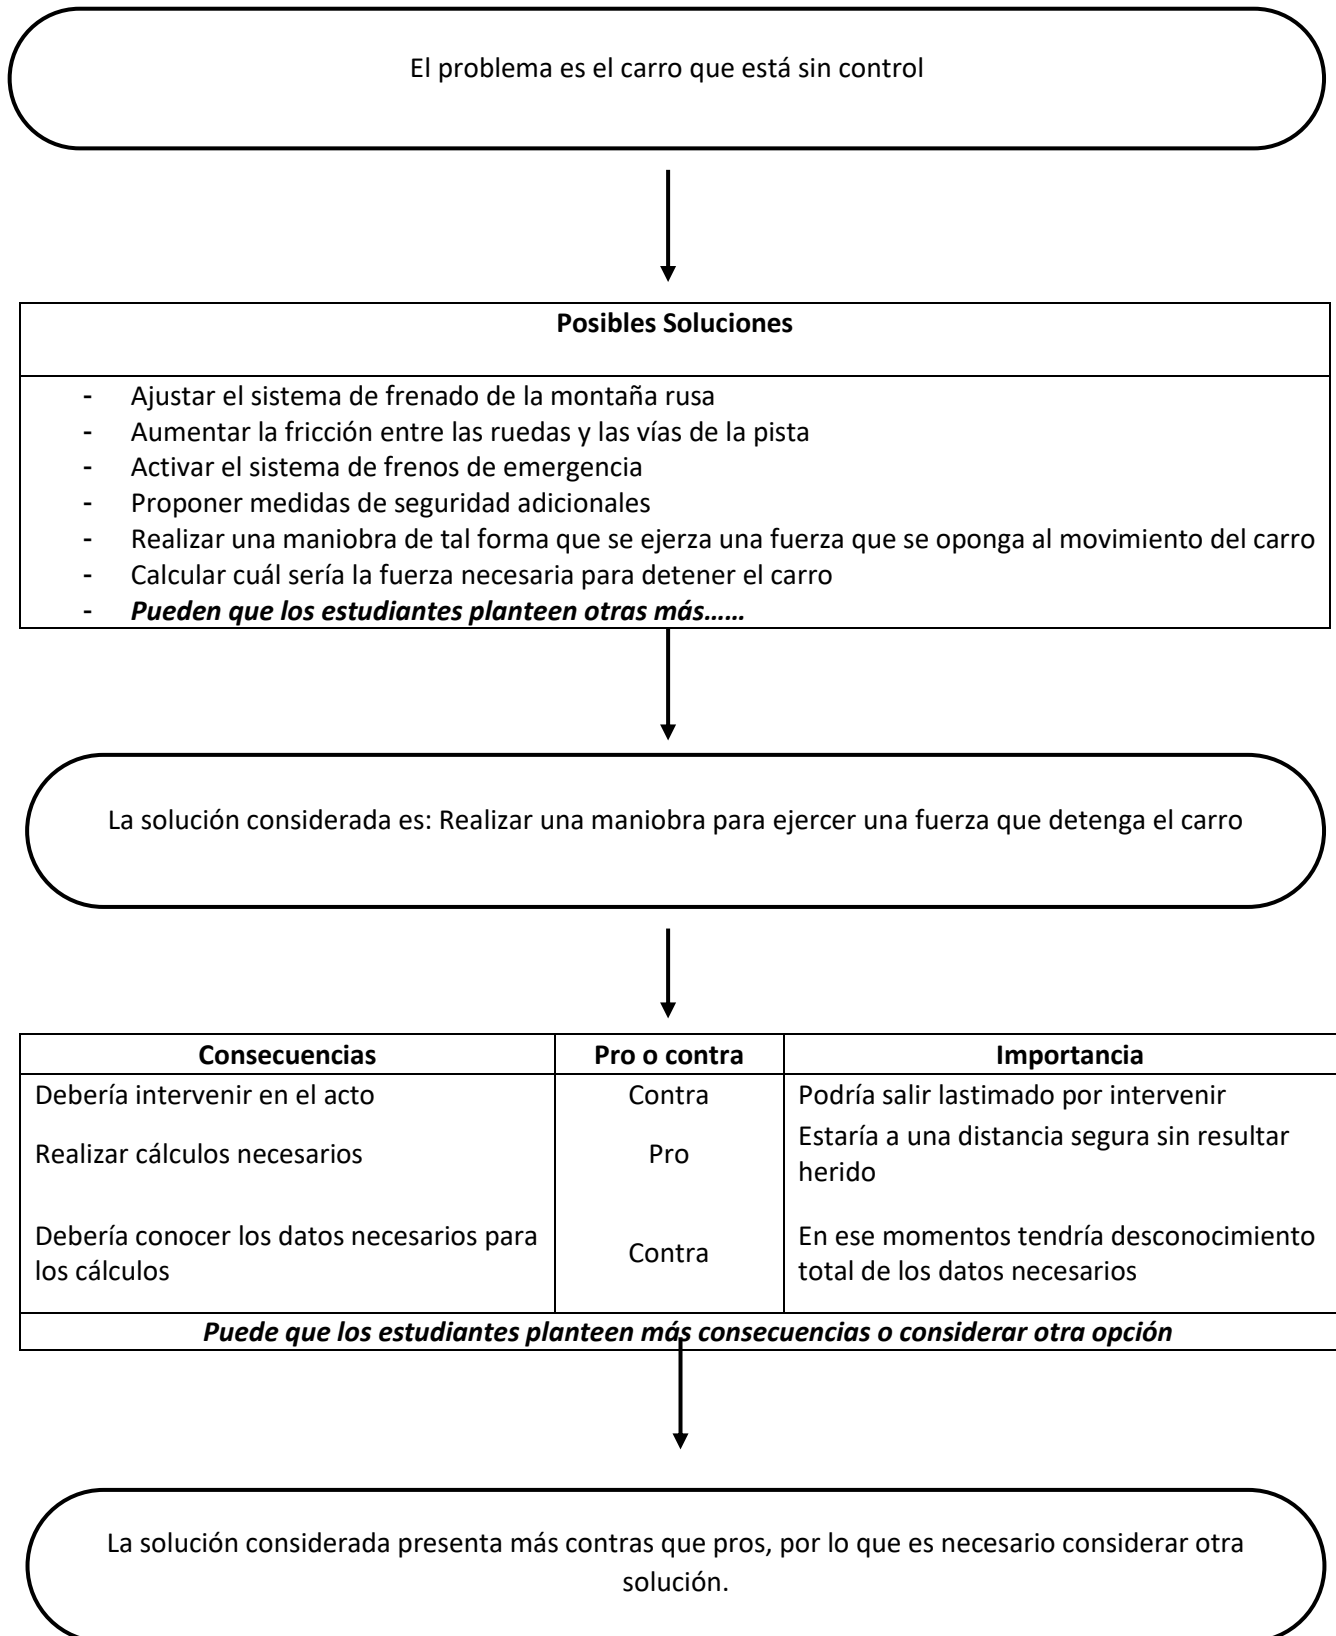 El problema es el carro que está sin control
Posibles Soluciones
- Ajustar el sistema de frenado de la montaña rusa
- Aumentar la fricción entre las ruedas y las vías de la pista
- Activar el sistema de frenos de emergencia
- Proponer medidas de seguridad adicionales
- Realizar una maniobra de tal forma que se ejerza una fuerza que se oponga al movimiento del carro
- Calcular cuál sería la fuerza necesaria para detener el carro
- Pueden que los estudiantes planteen otras más......
La solución considerada es: Realizar una maniobra para ejercer una fuerza que detenga el carro
Consecuencias Pro o contra Importancia
Debería intervenir en el acto Contra Podría salir lastimado por intervenir
Realizar cálculos necesarios Pro Estaría a una distancia segura sin resultar
herido
Debería conocer los datos necesarios para
los cálculos Contra En ese momentos tendría desconocimiento
total de los datos necesarios
Puede que los estudiantes planteen más consecuencias o considerar otra opción
La solución considerada presenta más contras que pros, por lo que es necesario considerar otra
solución.